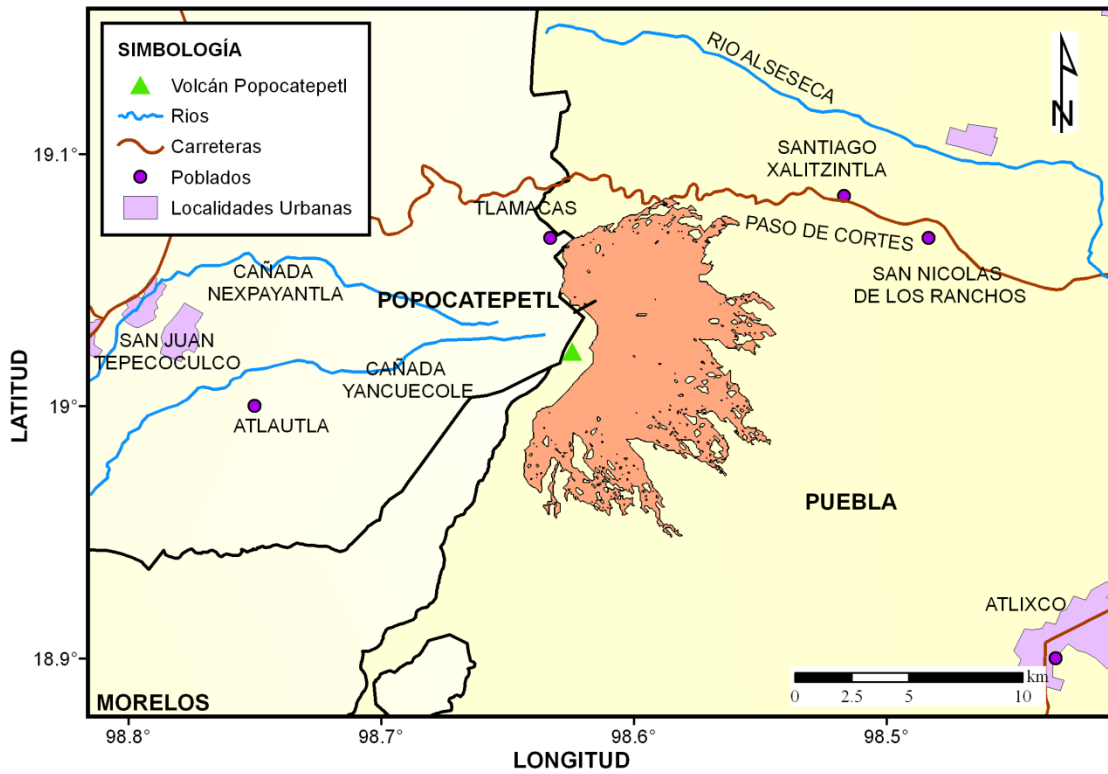 SIMBOLOGÍA
Volcán Popocatepetl
Rios
Carreteras
Poblados
Localidades Urbanas
RIO ALSESECA
N
SANTIAGO
XALITZINTLA
TLAMACAS
PASO DE CORTES
SAN NICOLAS
DE LOS RANCHOS
CAÑADA
NEXPAYANTLA
POPOCATEPETL
SAN JUAN
TEPECOCULCO
CAÑADA
YANCUECOLE
ATLAUTLA
PUEBLA
ATLIXCO
MORELOS
km
0 2.5 5 10
19.1°
19°
18.9°
LATITUD
98.8° 98.7° 98.6° 98.5°
LONGITUD